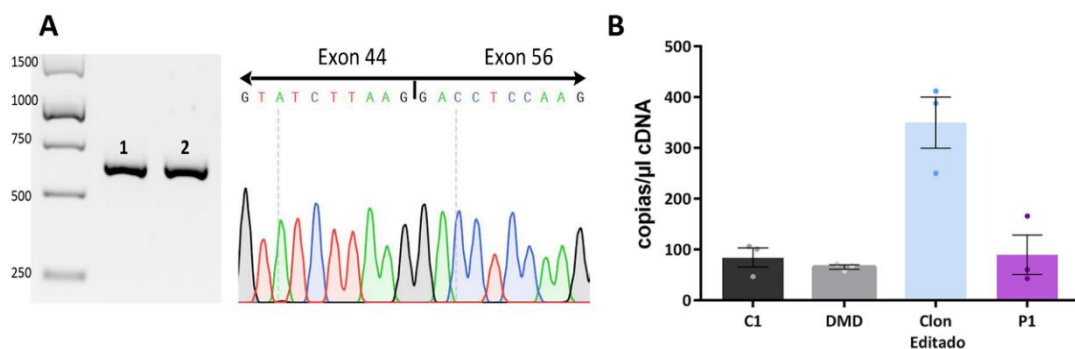 A
1500
1000
750
500
250
1
2
Exon 44
Exon 56
G T A T C T T A A G G A C C T C C A A G
B
copias/µl cDNA
500
400
300
200
100
0
C1
DMD
Clon
Editado
P1